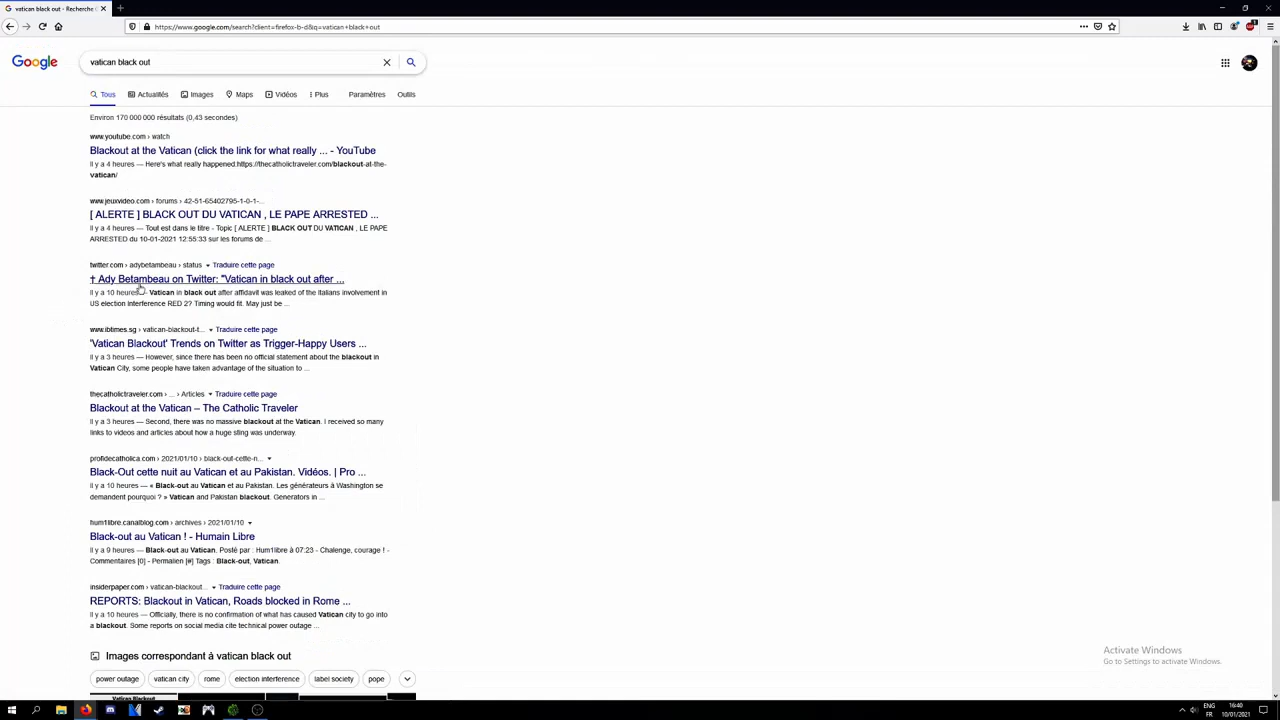 vatican black out - Recherche G
https://www.google.com/search?client=firefox-b-d&q=vatican+black+out
Google
vatican black out
Tous Actualités Images Maps Vidéos Plus Paramètres Outils
Environ 170 000 000 résultats (0,43 secondes)
www.youtube.com › watch
Blackout at the Vatican (click the link for what really ... - YouTube
Il y a 4 heures — Here's what really happened:https://thecatholictraveler.com/blackout-at-the-
vatican/
www.jeuxvideo.com › forums › 42-51-65402795-1-0-1-...
[ ALERTE ] BLACK OUT DU VATICAN , LE PAPE ARRESTED ...
Il y a 4 heures — Tout est dans le titre - Topic [ ALERTE ] BLACK OUT DU VATICAN , LE PAPE
ARRESTED du 10-01-2021 12:55:33 sur les forums de ...
twitter.com › adybetambeau › status Traduire cette page
✝ Ady Betambeau on Twitter: "Vatican in black out after ...
Il y a 10 heures — Vatican in black out after affidavit was leaked of the Italians involvement in
US election Interference RED 2? Timing would fit. May just be ...
www.ibtimes.sg › vatican-blackout-t... Traduire cette page
'Vatican Blackout' Trends on Twitter as Trigger-Happy Users ...
Il y a 3 heures — However, since there has been no official statement about the blackout in
Vatican City, some people have taken advantage of the situation to ...
thecatholictraveler.com › ... › Articles Traduire cette page
Blackout at the Vatican – The Catholic Traveler
Il y a 3 heures — Second, there was no massive blackout at the Vatican. I received so many
links to videos and articles about how a huge sting was underway.
profidecatholica.com › 2021/01/10 › black-out-cette-n...
Black-Out cette nuit au Vatican et au Pakistan. Vidéos. | Pro ...
Il y a 10 heures — « Black-out au Vatican et au Pakistan. Les générateurs à Washington se
demandent pourquoi ? » Vatican and Pakistan blackout. Generators in ...
hum1libre.canalblog.com › archives › 2021/01/10
Black-out au Vatican ! - Humain Libre
Il y a 9 heures — Black-out au Vatican. Posté par : Hum1libre à 07:23 - Chalenge, courage ! -
Commentaires [0] - Permalien [#] Tags : Black-out, Vatican.
insiderpaper.com › vatican-blackout... Traduire cette page
REPORTS: Blackout in Vatican, Roads blocked in Rome ...
Il y a 10 heures — Officially, there is no confirmation of what has caused Vatican city to go into
a blackout. Some reports on social media cite technical power outage ...
Images correspondant à vatican black out
power outage vatican city rome election interference label society pope
Vatican Blackout
Activate Windows
Go to Settings to activate Windows.
ENG 16:40
FR 10/01/2021